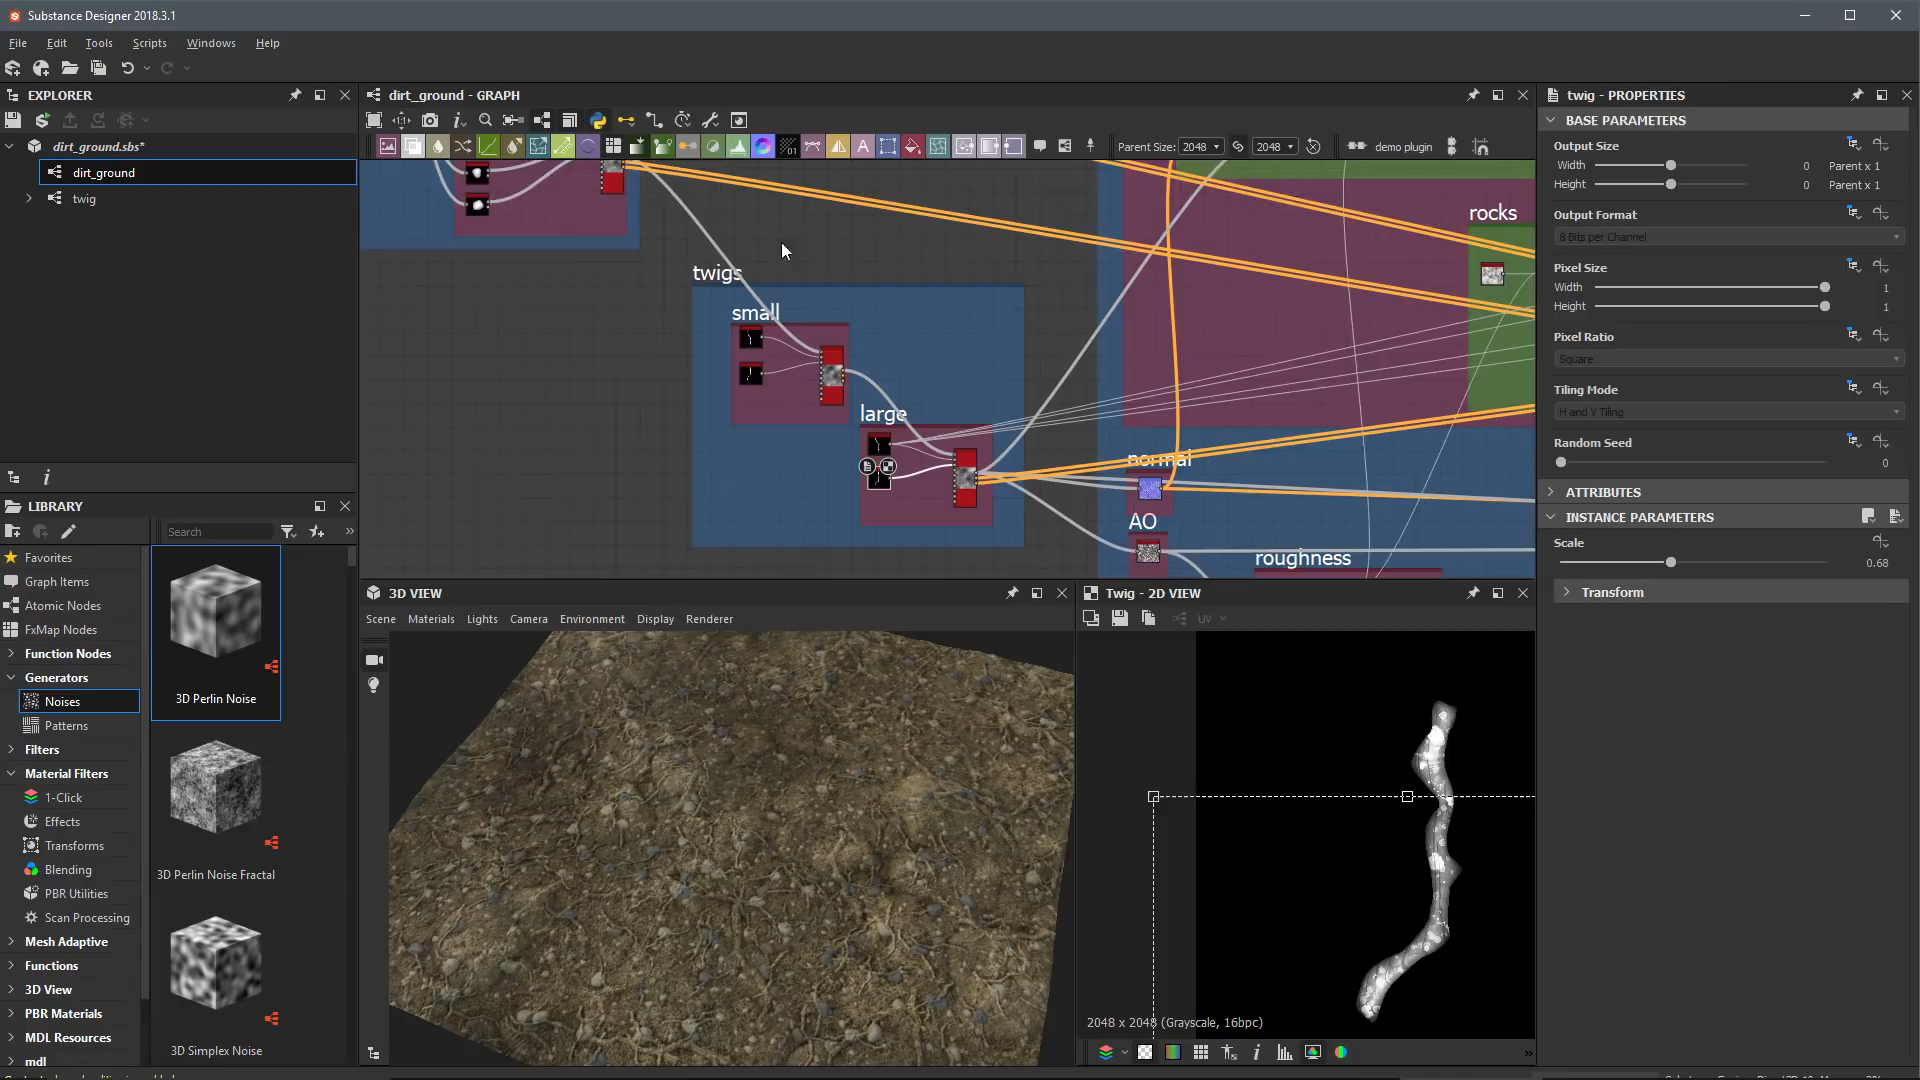 Substance Designer 2018.3.1
File Edit Tools Scripts Windows Help
EXPLORER
dirt_ground.sbs*
dirt_ground
twig
LIBRARY
Search
Favorites
Graph Items
Atomic Nodes
FxMap Nodes
Function Nodes
Generators
Noises
Patterns
Filters
Material Filters
1-Click
Effects
Transforms
Blending
PBR Utilities
Scan Processing
Mesh Adaptive
Functions
3D View
PBR Materials
MDL Resources
mdl
3D Perlin Noise
3D Perlin Noise Fractal
3D Simplex Noise
dirt_ground - GRAPH
Parent Size: 2048 2048 demo plugin
rocks
twigs
small
large
normal
AO
roughness
3D VIEW
Scene Materials Lights Camera Environment Display Renderer
Twig - 2D VIEW
UV
2048 x 2048 (Grayscale, 16bpc)
twig - PROPERTIES
BASE PARAMETERS
Output Size
Width 0 Parent x 1
Height 0 Parent x 1
Output Format
8 Bits per Channel
Pixel Size
Width 1
Height 1
Pixel Ratio
Square
Tiling Mode
H and V Tiling
Random Seed
0
ATTRIBUTES
INSTANCE PARAMETERS
Scale
0.68
Transform